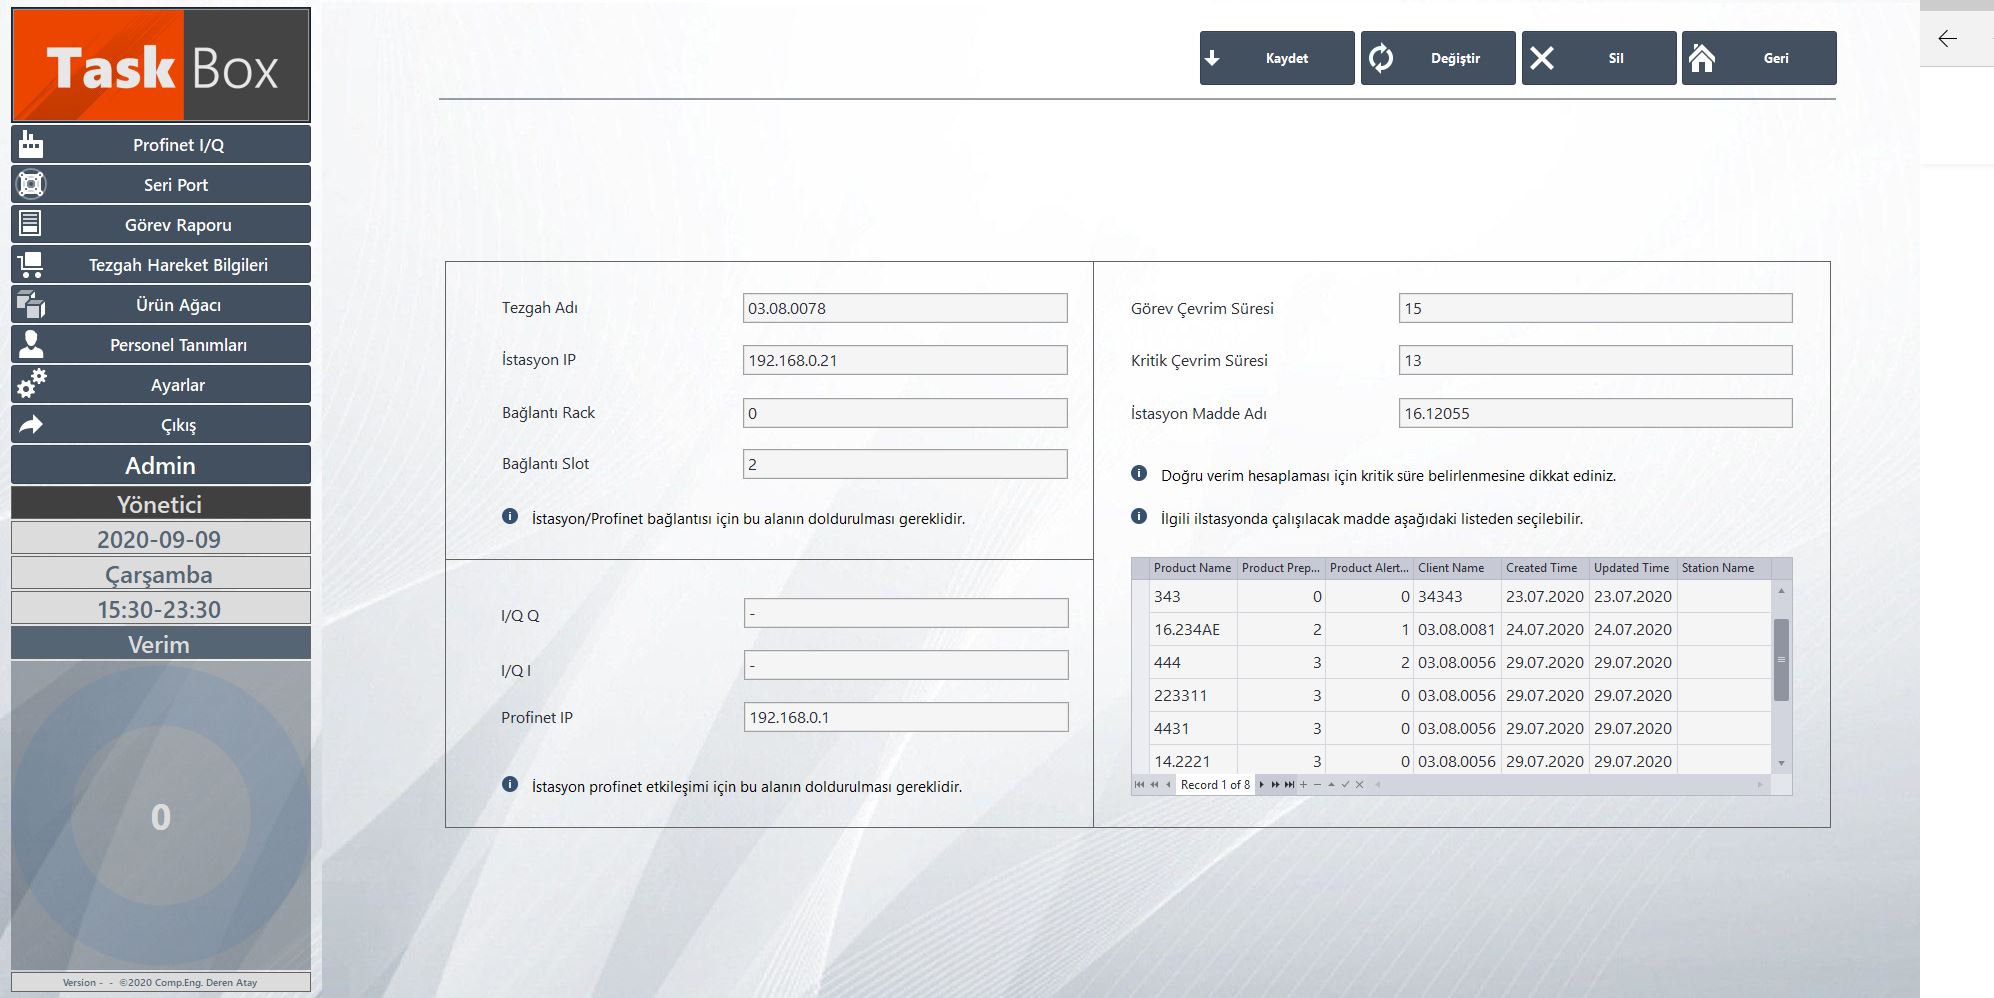 Task Box
Kaydet
Değiştir
Sil
Geri
Profinet I/Q
Seri Port
Görev Raporu
Tezgah Hareket Bilgileri
Ürün Ağacı
Personel Tanımları
Ayarlar
Çıkış
Admin
Yönetici
2020-09-09
Çarşamba
15:30-23:30
Verim
0
Version - - ©2020 Comp.Eng. Deren Atay
Tezgah Adı 03.08.0078
İstasyon IP 192.168.0.21
Bağlantı Rack 0
Bağlantı Slot 2
İstasyon/Profinet bağlantısı için bu alanın doldurulması gereklidir.
I/Q Q -
I/Q I -
Profinet IP 192.168.0.1
İstasyon profinet etkileşimi için bu alanın doldurulması gereklidir.
Görev Çevrim Süresi 15
Kritik Çevrim Süresi 13
İstasyon Madde Adı 16.12055
Doğru verim hesaplaması için kritik süre belirlenmesine dikkat ediniz.
İlgili ilstasyonda çalışılacak madde aşağıdaki listeden seçilebilir.
Product Name Product Prep... Product Alert... Client Name Created Time Updated Time Station Name
343 0 0 34343 23.07.2020 23.07.2020
16.234AE 2 1 03.08.0081 24.07.2020 24.07.2020
444 3 2 03.08.0056 29.07.2020 29.07.2020
223311 3 0 03.08.0056 29.07.2020 29.07.2020
4431 3 0 03.08.0056 29.07.2020 29.07.2020
14.2221 3 0 03.08.0056 29.07.2020 29.07.2020
Record 1 of 8